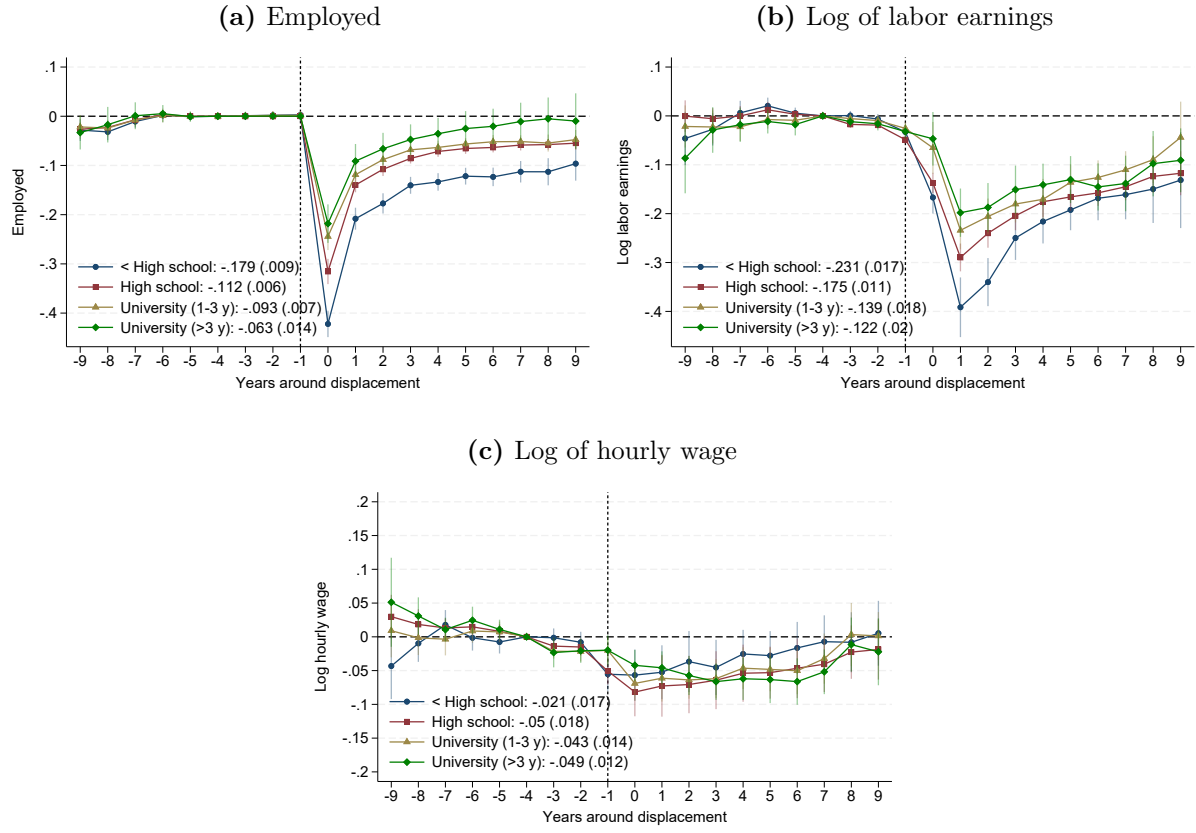 (a) Employed
.1
0
-.1
-.2
-.3
-.4
Employed
< High school: -.179 (.009)
High school: -.112 (.006)
University (1-3 y): -.093 (.007)
University (>3 y): -.063 (.014)
-9 -8 -7 -6 -5 -4 -3 -2 -1 0 1 2 3 4 5 6 7 8 9
Years around displacement
(b) Log of labor earnings
.1
0
-.1
-.2
-.3
-.4
Log labor earnings
< High school: -.231 (.017)
High school: -.175 (.011)
University (1-3 y): -.139 (.018)
University (>3 y): -.122 (.02)
-9 -8 -7 -6 -5 -4 -3 -2 -1 0 1 2 3 4 5 6 7 8 9
Years around displacement
(c) Log of hourly wage
.2
.15
.1
.05
0
-.05
-.1
-.15
-.2
Log hourly wage
< High school: -.021 (.017)
High school: -.05 (.018)
University (1-3 y): -.043 (.014)
University (>3 y): -.049 (.012)
-9 -8 -7 -6 -5 -4 -3 -2 -1 0 1 2 3 4 5 6 7 8 9
Years around displacement